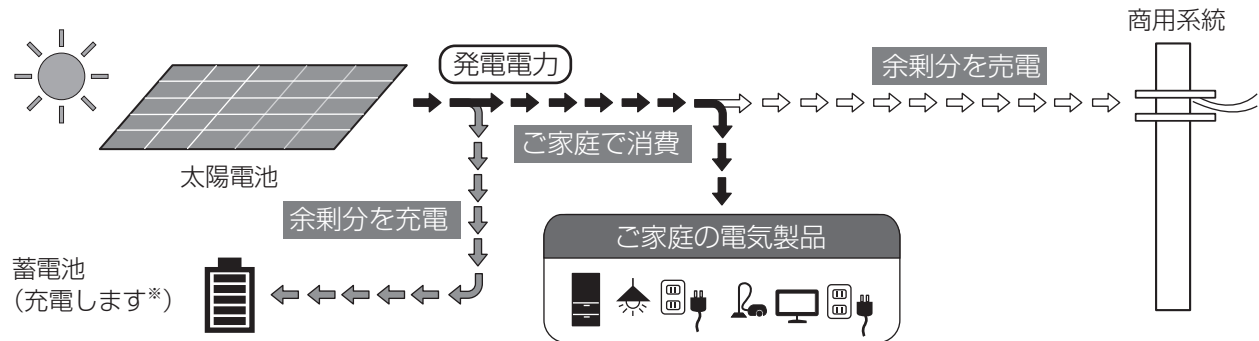 商用系統
発電電力
余剰分を売電
ご家庭で消費
太陽電池
余剰分を充電
ご家庭の電気製品
蓄電池
（充電します※）